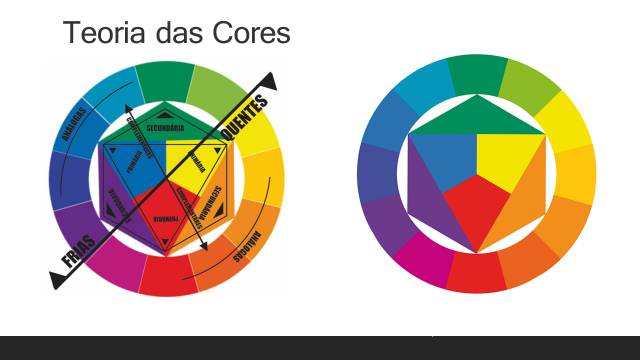 Teoria das Cores
ANÁLOGAS
QUENTES
SECUNDÁRIA
COMPLEMENTARES
PRIMÁRIA
PRIMÁRIA
SECUNDÁRIA
PRIMÁRIA
COMPLEMENTARES
SECUNDÁRIA
FRIAS
ANÁLOGAS